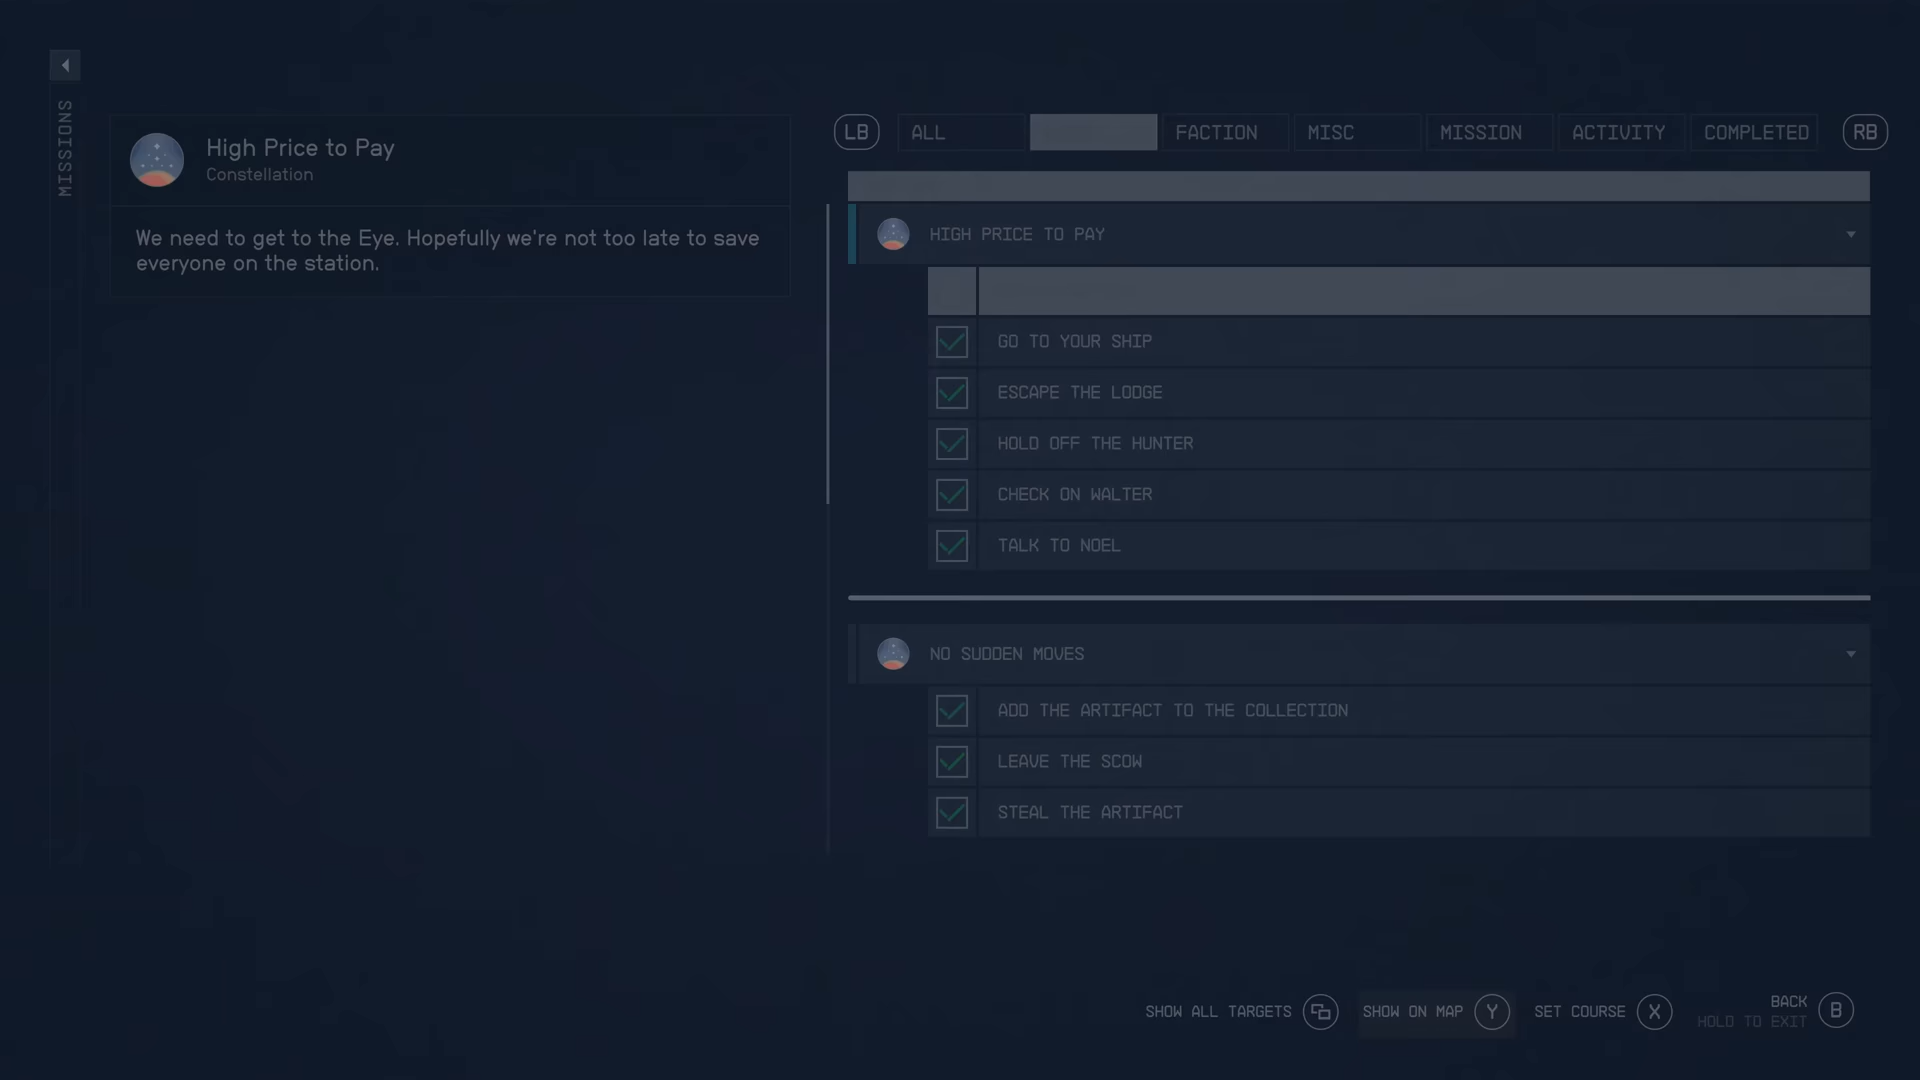 MISSIONS
High Price to Pay
Constellation
We need to get to the Eye. Hopefully we're not too late to save
everyone on the station.
LB ALL FACTION MISC MISSION ACTIVITY COMPLETED RB
HIGH PRICE TO PAY
GO TO YOUR SHIP
ESCAPE THE LODGE
HOLD OFF THE HUNTER
CHECK ON WALTER
TALK TO NOEL
NO SUDDEN MOVES
ADD THE ARTIFACT TO THE COLLECTION
LEAVE THE SCOW
STEAL THE ARTIFACT
SHOW ALL TARGETS SHOW ON MAP Y SET COURSE X BACK B
HOLD TO EXIT